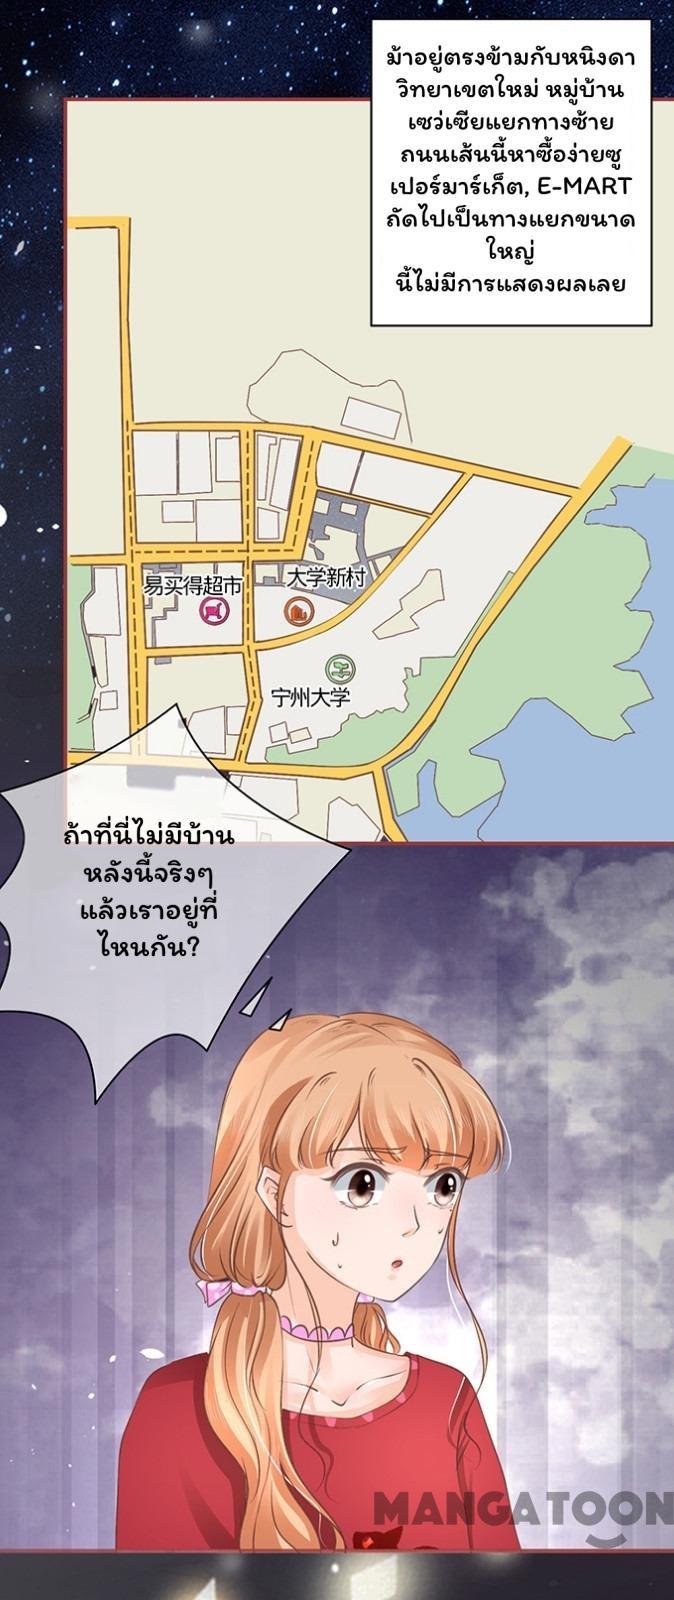 ม้าอยู่ตรงข้ามกับหนิงดา
วิทยาเขตใหม่ หมู่บ้าน
เซว่เซียแยกทางซ้าย
ถนนเส้นนี้หาซื้อง่ายซู
เปอร์มาร์เก็ต, E-MART
ถัดไปเป็นทางแยกขนาด
ใหญ่
นี้ไม่มีการแสดงผลเลย
易买得超市
大学新村
宁州大学
ถ้าที่นี่ไม่มีบ้าน
หลังนี้จริงๆ
แล้วเราอยู่ที่
ไหนกัน?
MANGATOON